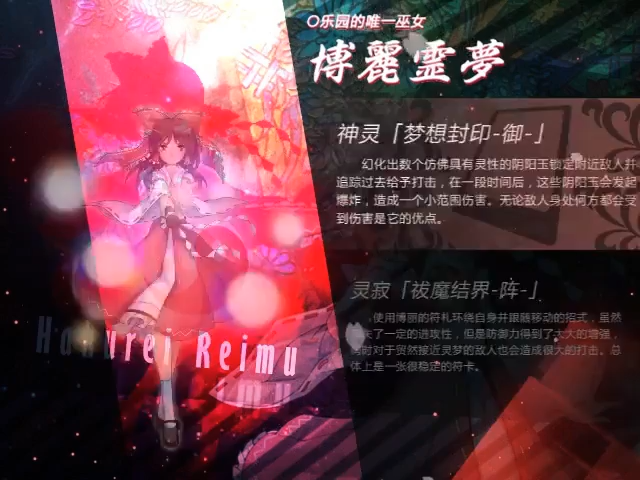 ○乐园的唯一巫女
博麗霊夢
神灵「梦想封印-御-」
幻化出数个仿佛具有灵性的阴阳玉锁定附近敌人并
追踪过去给予打击，在一段时间后，这些阴阳玉会发起
爆炸，造成一个小范围伤害。无论敌人身处何方都会受
到伤害是它的优点。
灵寂「祓魔结界-阵-」
，使用博丽的符札环绕自身并跟随移动的招式，虽然
失了一定的进攻性，但是防御力得到了大大的增强，
同时对于贸然接近灵梦的敌人也会造成很大的打击。总
体上是一张很稳定的符卡。
Hakurei Reimu